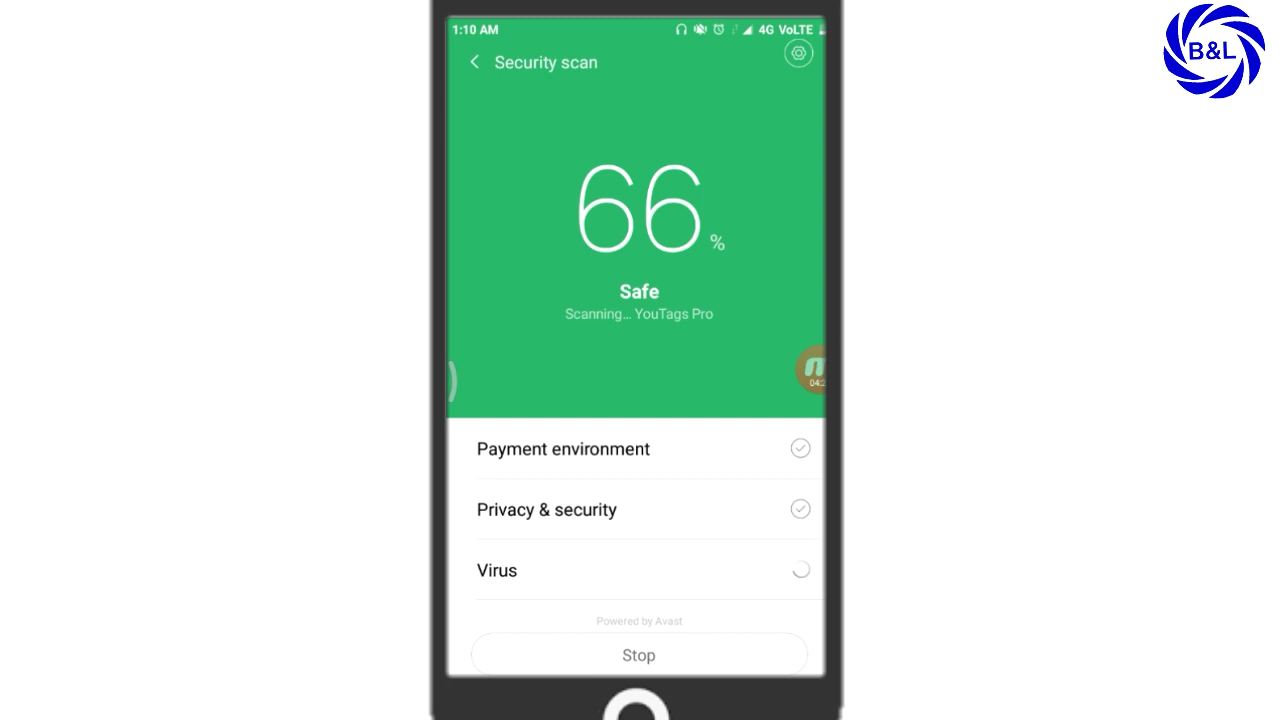 B&L
1:10 AM 4G VoLTE
Security scan
66 %
Safe
Scanning... YouTags Pro
Payment environment
Privacy & security
Virus
Powered by Avast
Stop